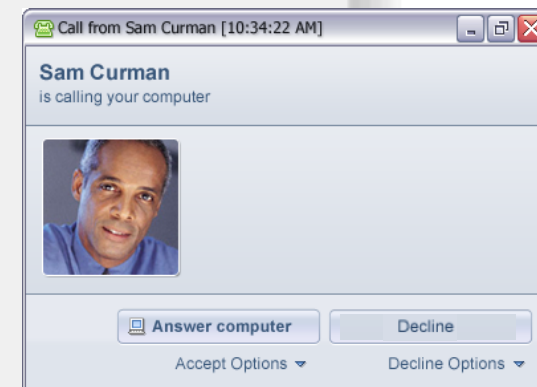 Call from Sam Curman [10:34:22 AM]
Sam Curman
is calling your computer
Answer computer
Decline
Accept Options
Decline Options